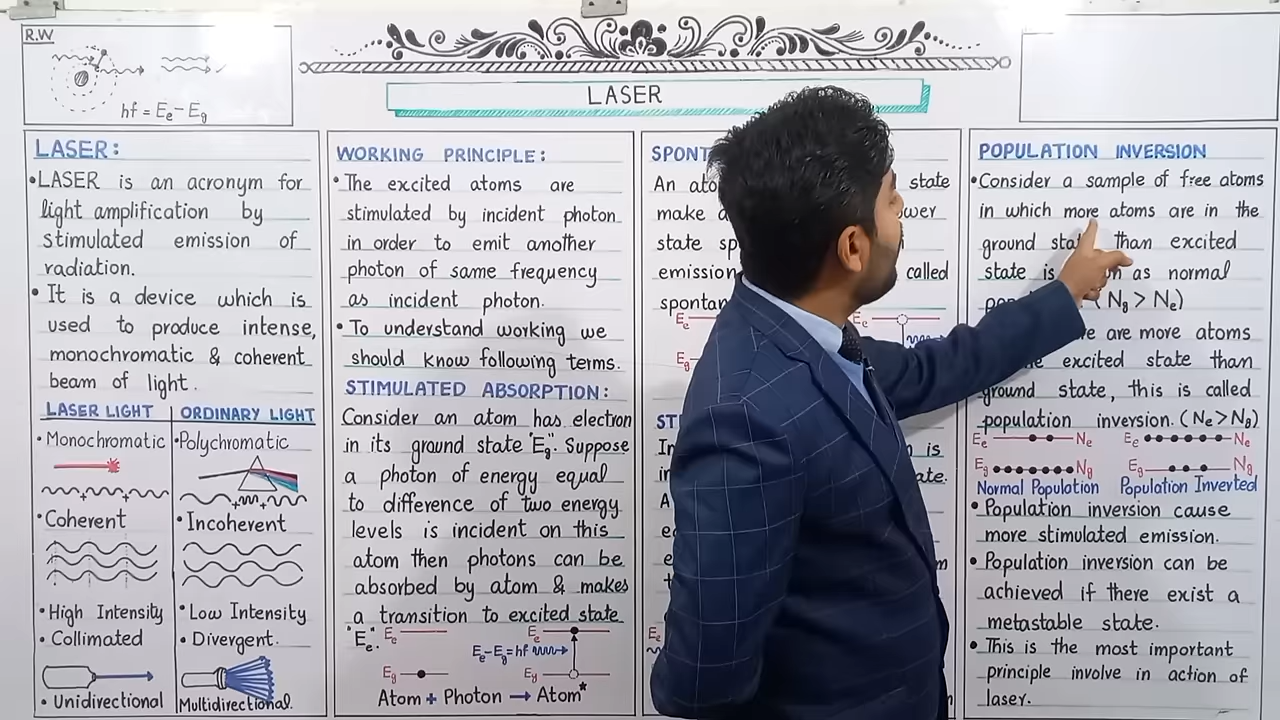 R.W
hf = Ee - Eg
LASER
LASER:
•LASER is an acronym for
light amplification by
stimulated emission of
radiation.
• It is a device which is
used to produce intense,
monochromatic & coherent
beam of light.
LASER LIGHT
• Monochromatic
• Coherent
• High Intensity
• Collimated
• Unidirectional
ORDINARY LIGHT
•Polychromatic
• Incoherent
• Low Intensity
• Divergent.
Multidirectional.
WORKING PRINCIPLE:
• The excited atoms are
stimulated by incident photon
in order to emit another
photon of same frequency
as incident photon.
• To understand working we
should know following terms.
STIMULATED ABSORPTION:
Consider an atom has electron
in its ground state "Eg". Suppose
a photon of energy equal
to difference of two energy
levels is incident on this
atom then photons can be
absorbed by atom & makes
a transition to excited state
"Ee".
Ee
Eg
Ee
Ee-Eg=hf
Eg
Atom + Photon → Atom*
An state
make
state
emission called
Ee
Eg
Ee
is
Ee
POPULATION INVERSION
•Consider a sample of free atoms
in which more atoms are in the
ground than excited
state is as normal
(Ng > Ne)
are more atoms
excited state than
ground state, this is called
population inversion. (Ne>Ng)
Ee Ne
Eg Ng
Normal Population
Ee Ne
Eg Ng
Population Inverted
• Population inversion cause
more stimulated emission.
• Population inversion can be
achieved if there exist a
metastable state.
• This is the most important
principle involve in action of
laser.